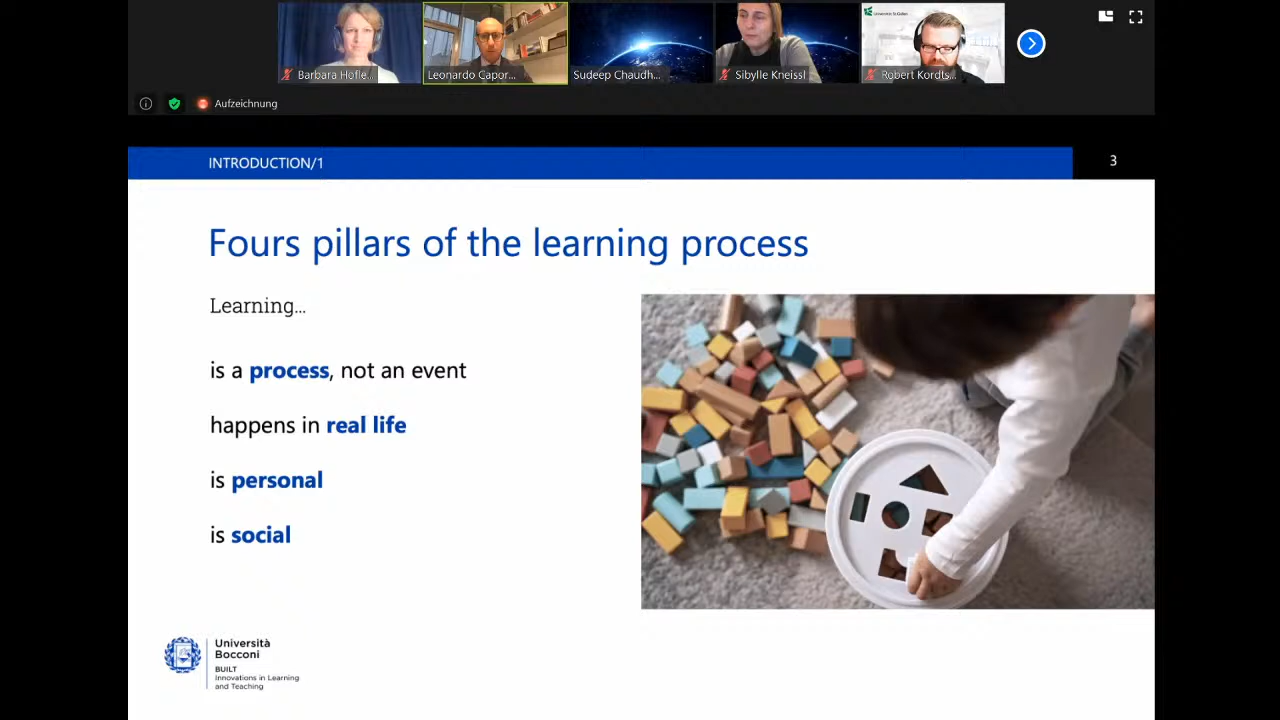 Barbara Hofle...
Leonardo Capor...
Sudeep Chaudh...
Sibylle Kneissl
Robert Kordts...
Aufzeichnung
INTRODUCTION/1
3
Fours pillars of the learning process
Learning...
is a process, not an event
happens in real life
is personal
is social
Università
Bocconi
BUILT
Innovations in Learning
and Teaching